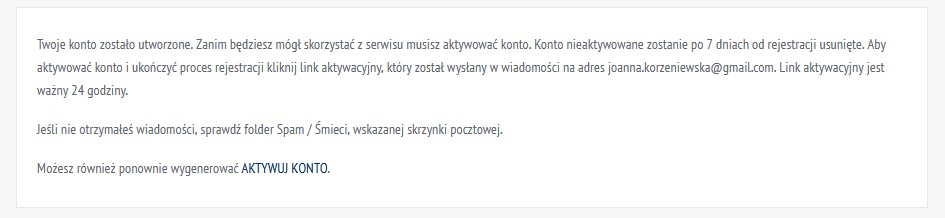 Twoje konto zostało utworzone. Zanim będziesz mógł skorzystać z serwisu musisz aktywować konto. Konto nieaktywowane zostanie po 7 dniach od rejestracji usunięte. Aby
aktywować konto i ukończyć proces rejestracji kliknij link aktywacyjny, który został wysłany w wiadomości na adres joanna.korzeniewska@gmail.com. Link aktywacyjny jest
ważny 24 godziny.
Jeśli nie otrzymałeś wiadomości, sprawdź folder Spam / Śmieci, wskazanej skrzynki pocztowej.
Możesz również ponownie wygenerować AKTYWUJ KONTO.